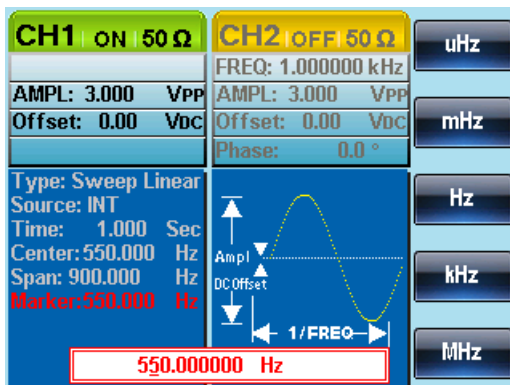 CH1 ON 50 Ω
AMPL: 3.000 VPP
Offset: 0.00 VDC
CH2 OFF 50 Ω
FREQ: 1.000000 kHz
AMPL: 3.000 VPP
Offset: 0.00 VDC
Phase: 0.0 °
Type: Sweep Linear
Source: INT
Time: 1.000 Sec
Center: 550.000 Hz
Span: 900.000 Hz
Marker: 550.000 Hz
Ampl
DC Offset
1/FREQ
550.000000 Hz
uHz
mHz
Hz
kHz
MHz